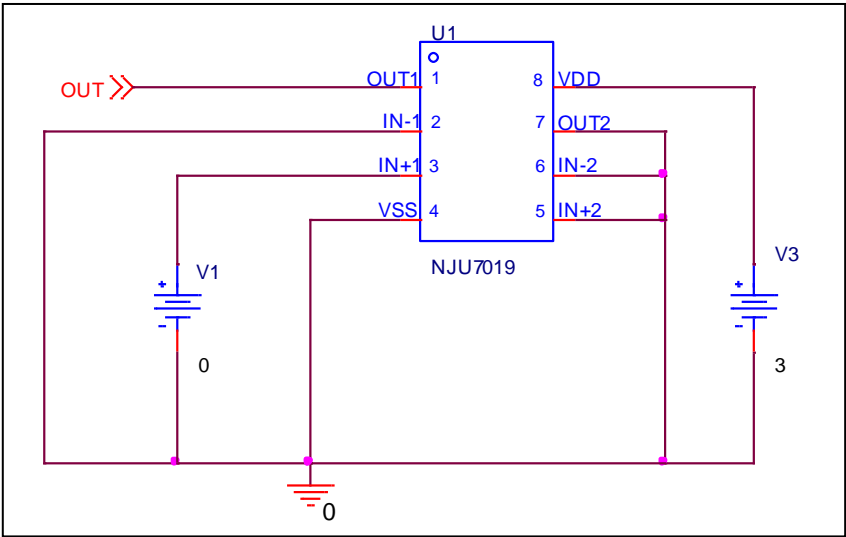 U1
OUT
OUT1 1
8 VDD
IN-1 2
7 OUT2
IN+1 3
6 IN-2
VSS 4
5 IN+2
NJU7019
V1
+
-
0
V3
+
-
3
0